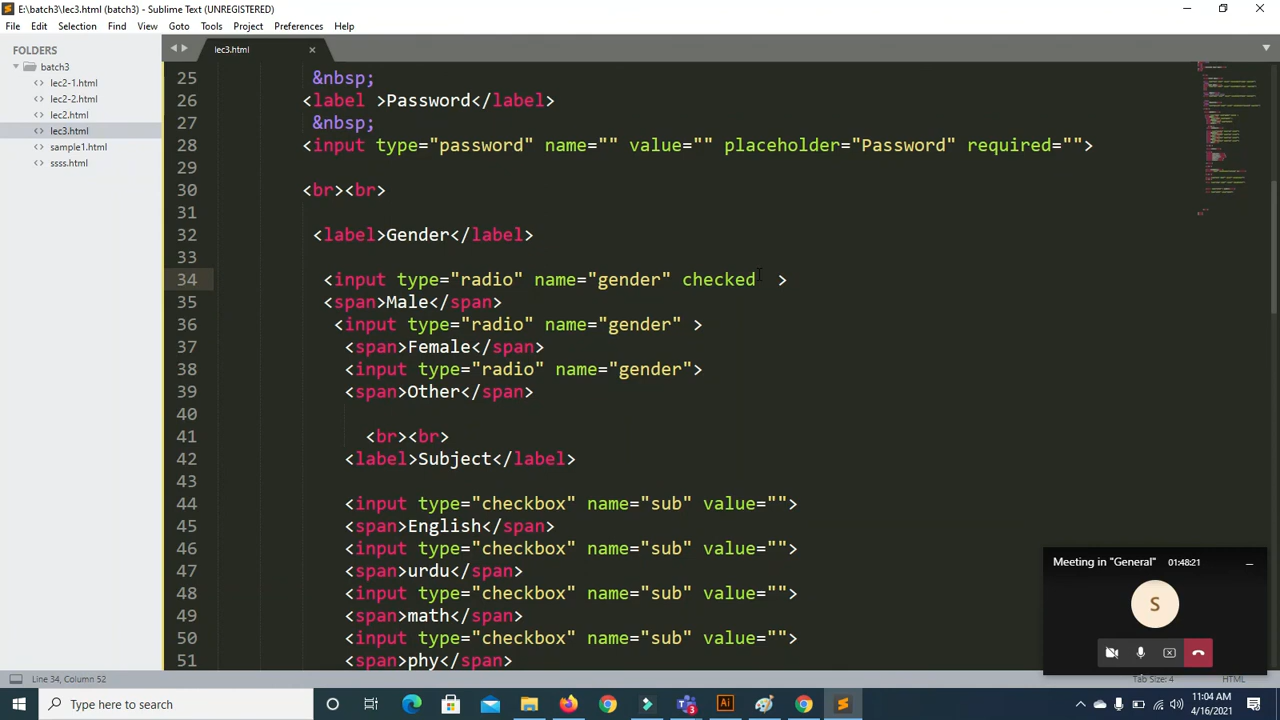 E:\batch3\lec3.html (batch3) - Sublime Text (UNREGISTERED)
File Edit Selection Find View Goto Tools Project Preferences Help
FOLDERS
batch3
lec2-1.html
lec2-2.html
lec2.html
lec3.html
sample1.html
ssss.html
lec3.html
25 &nbsp;
26 <label >Password</label>
27 &nbsp;
28 <input type="password" name="" value="" placeholder="Password" required="">
29
30 <br><br>
31
32 <label>Gender</label>
33
34 <input type="radio" name="gender" checked  >
35 <span>Male</span>
36 <input type="radio" name="gender" >
37 <span>Female</span>
38 <input type="radio" name="gender">
39 <span>Other</span>
40
41 <br><br>
42 <label>Subject</label>
43
44 <input type="checkbox" name="sub" value="">
45 <span>English</span>
46 <input type="checkbox" name="sub" value="">
47 <span>urdu</span>
48 <input type="checkbox" name="sub" value="">
49 <span>math</span>
50 <input type="checkbox" name="sub" value="">
51 <span>phy</span>
Meeting in "General" 01:48:21
S
Line 34, Column 52
Tab Size: 4 HTML
Type here to search
11:04 AM
4/16/2021